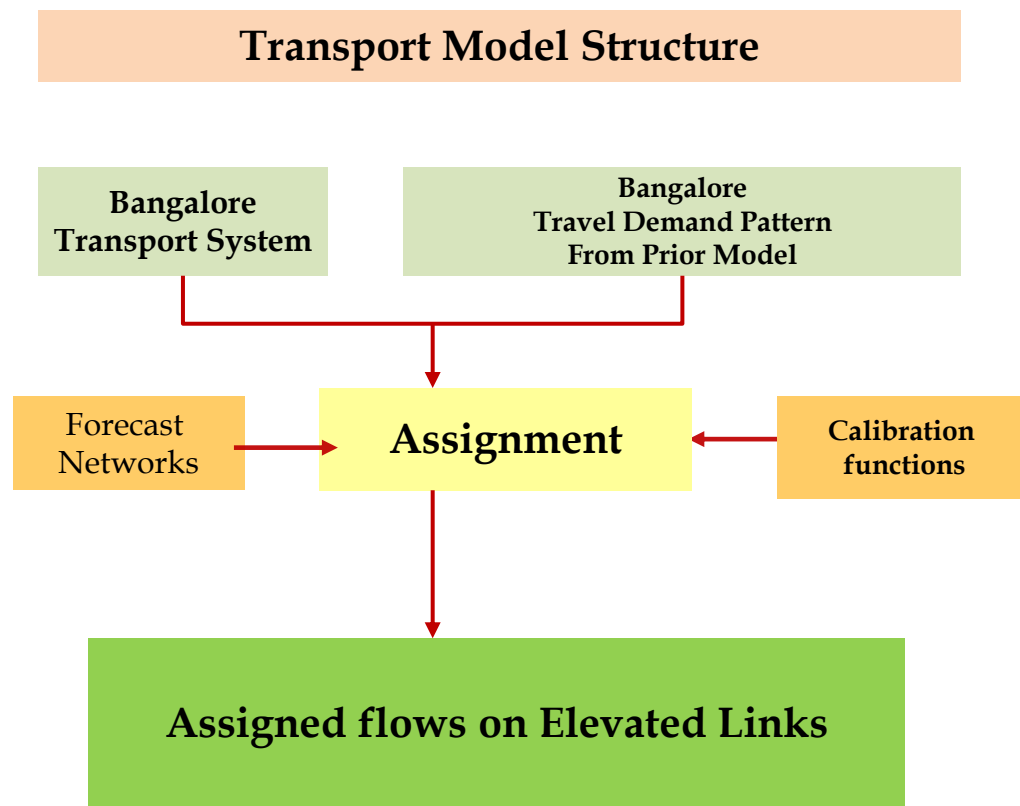 Transport Model Structure
Bangalore
Transport System
Bangalore
Travel Demand Pattern
From Prior Model
Forecast
Networks
Assignment
Calibration
functions
Assigned flows on Elevated Links